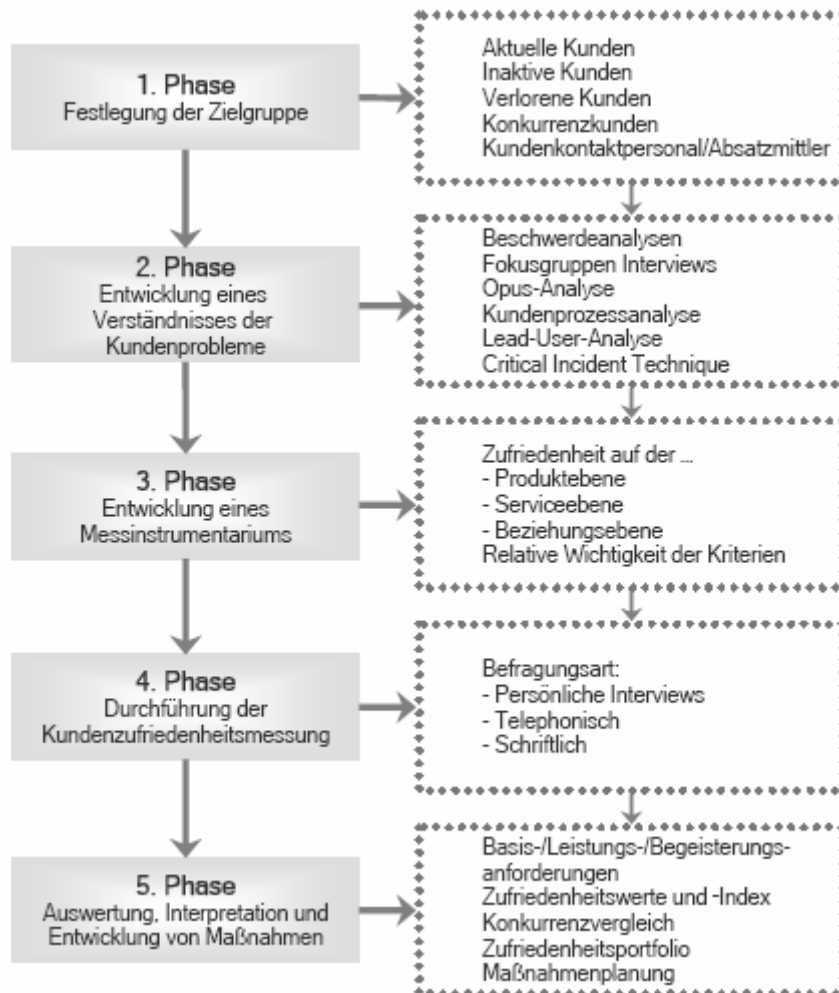 1. Phase
Festlegung der Zielgruppe
Aktuelle Kunden
Inaktive Kunden
Verlorene Kunden
Konkurrenzkunden
Kundenkontaktpersonal/Absatzmittler
2. Phase
Entwicklung eines
Verständnisses der
Kundenprobleme
Beschwerdeanalysen
Fokusgruppen Interviews
Opus-Analyse
Kundenprozessanalyse
Lead-User-Analyse
Critical Incident Technique
3. Phase
Entwicklung eines
Messinstrumentariums
Zufriedenheit auf der ...
- Produktebene
- Serviceebene
- Beziehungsebene
Relative Wichtigkeit der Kriterien
4. Phase
Durchführung der
Kundenzufriedenheitsmessung
Befragungsart:
- Persönliche Interviews
- Telephonisch
- Schriftlich
5. Phase
Auswertung, Interpretation und
Entwicklung von Maßnahmen
Basis-/Leistungs-/Begeisterungs-
anforderungen
Zufriedenheitswerte und -Index
Konkurrenzvergleich
Zufriedenheitsportfolio
Maßnahmenplanung